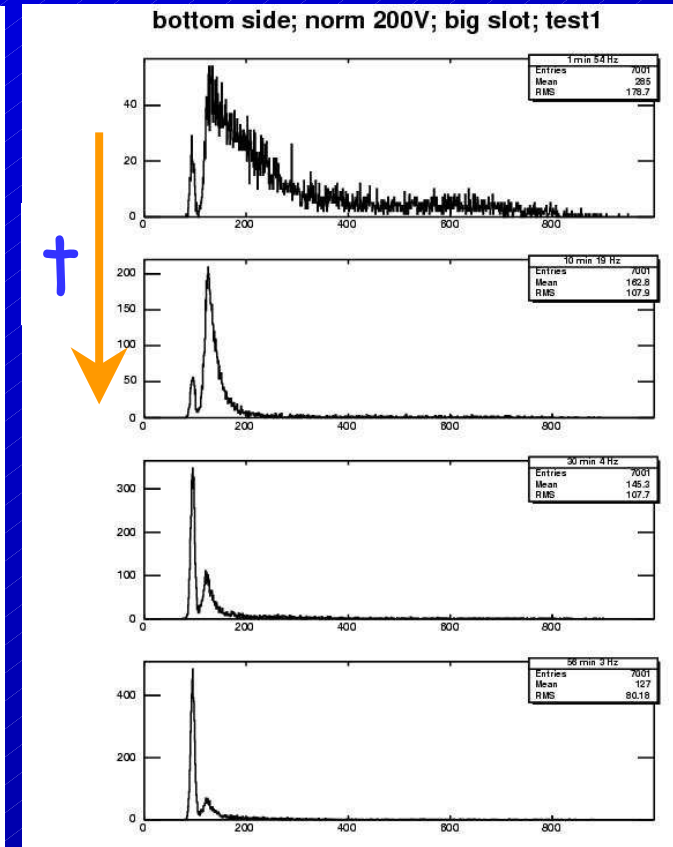 bottom side; norm 200V; big slot; test1
1 min 54 Hz
Entries 7001
Mean 285
RMS 178.7
40
20
0
0 200 400 600 800
t
10 min 19 Hz
Entries 7001
Mean 162.8
RMS 107.9
200
150
100
50
0
0 200 400 600 800
30 min 4 Hz
Entries 7001
Mean 145.3
RMS 107.7
300
200
100
0
0 200 400 600 800
56 min 3 Hz
Entries 7001
Mean 127
RMS 80.18
400
200
0
0 200 400 600 800